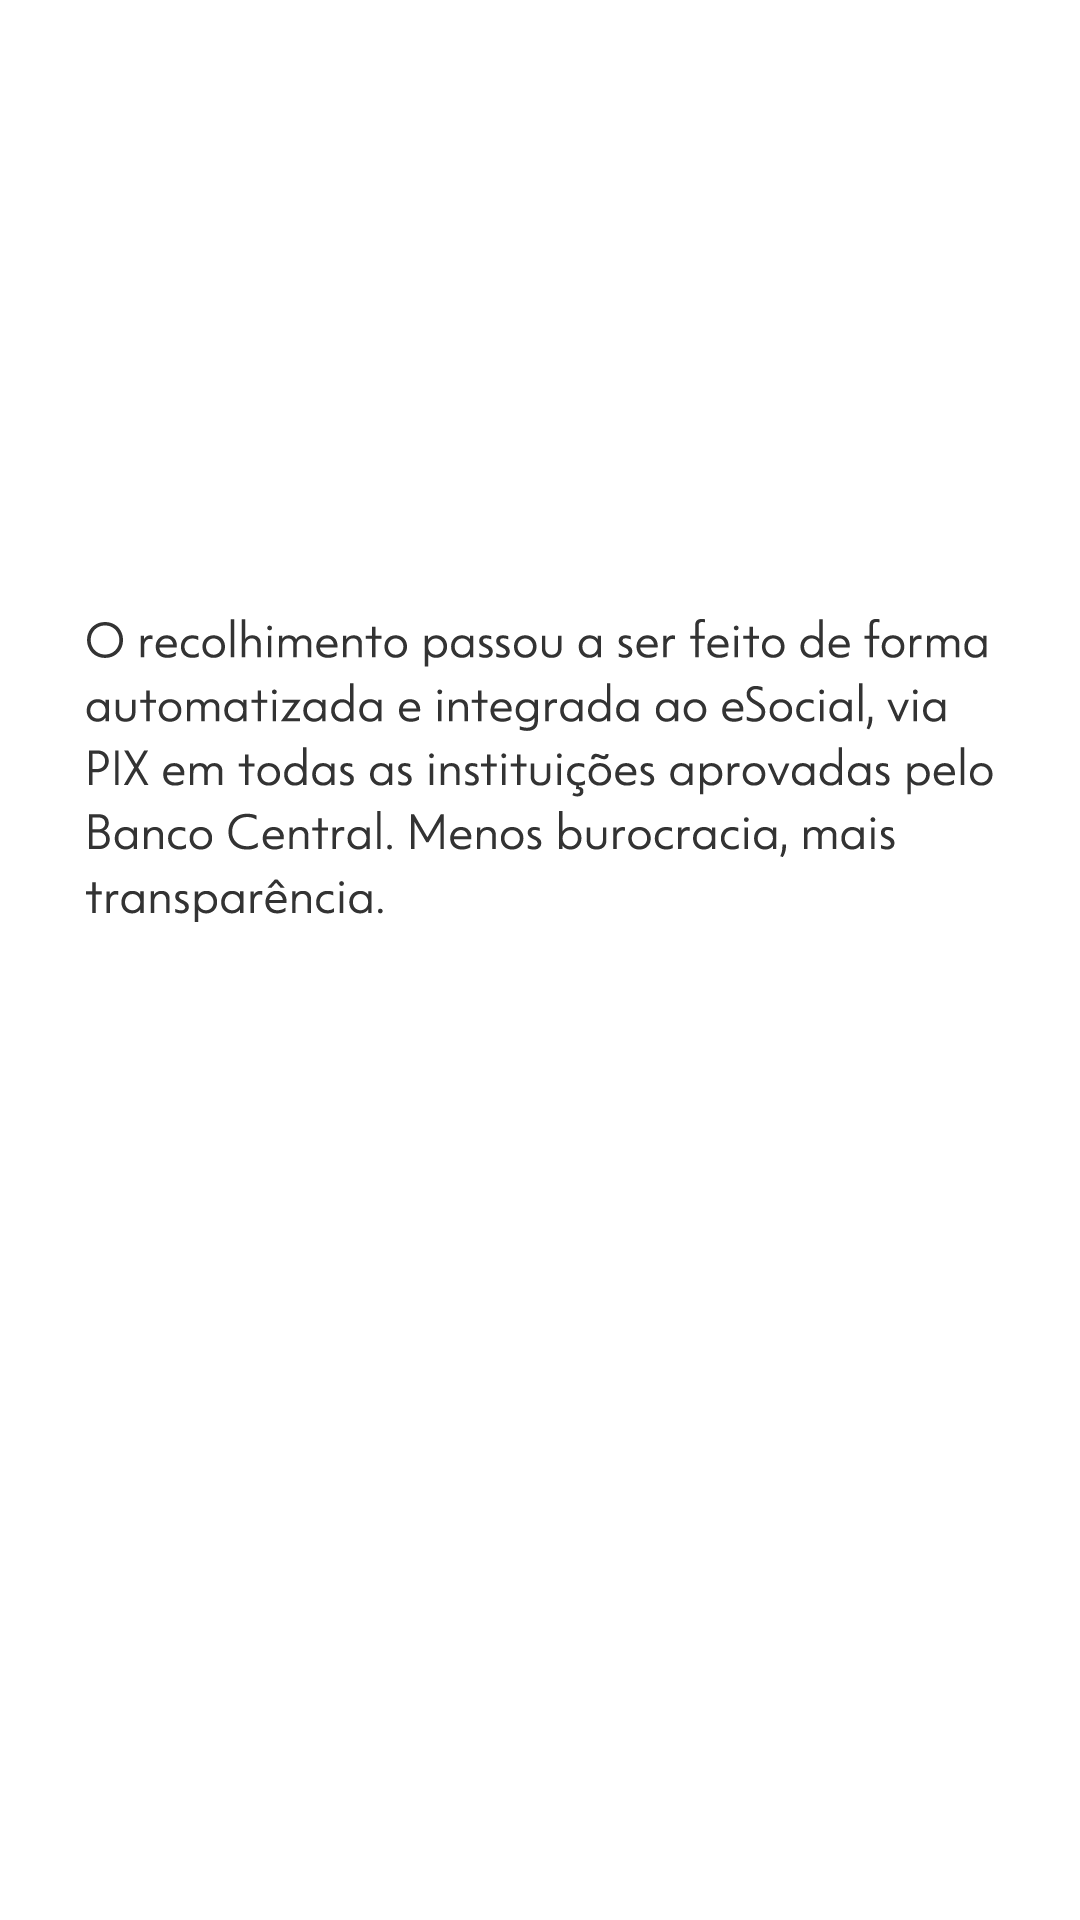 O recolhimento passou a ser feito de forma
automatizada e integrada ao eSocial, via
PIX em todas as instituições aprovadas pelo
Banco Central. Menos burocracia, mais
transparência.